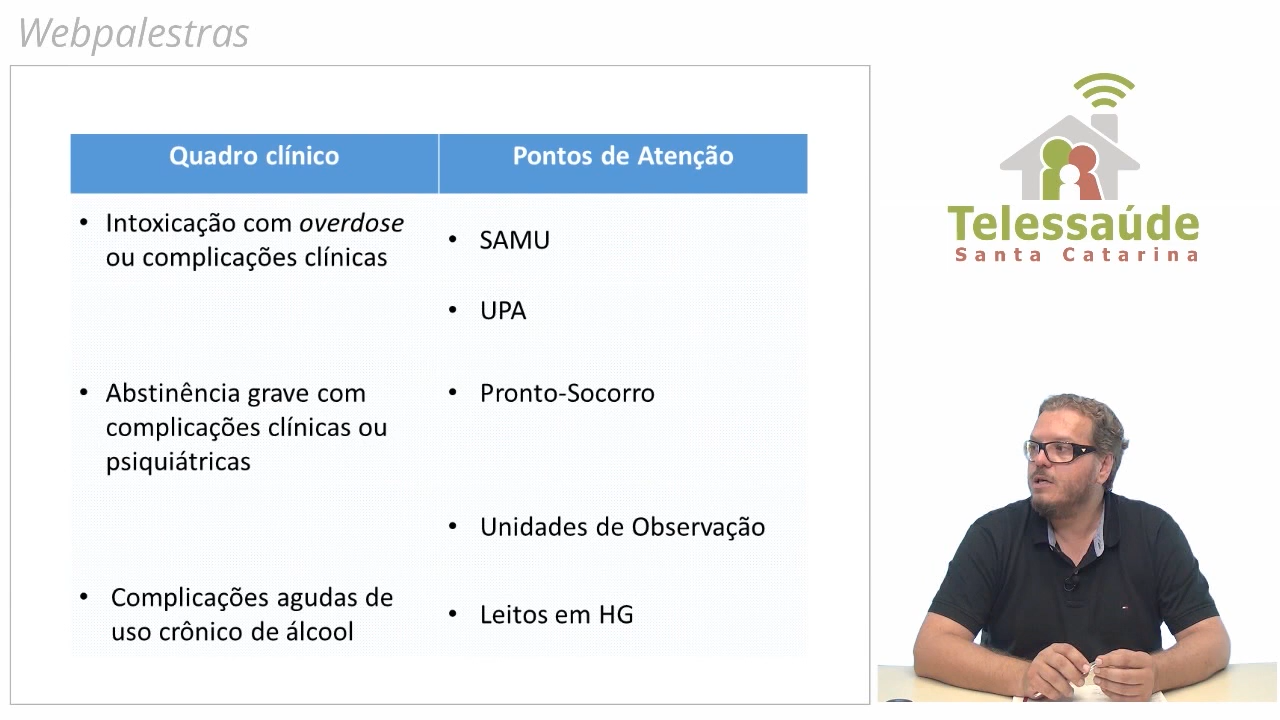 Webpalestras
Quadro clínico
Pontos de Atenção
• Intoxicação com overdose
ou complicações clínicas
• Abstinência grave com
complicações clínicas ou
psiquiátricas
• Complicações agudas de
uso crônico de álcool
• SAMU
• UPA
• Pronto-Socorro
• Unidades de Observação
• Leitos em HG
Telessaúde
Santa Catarina